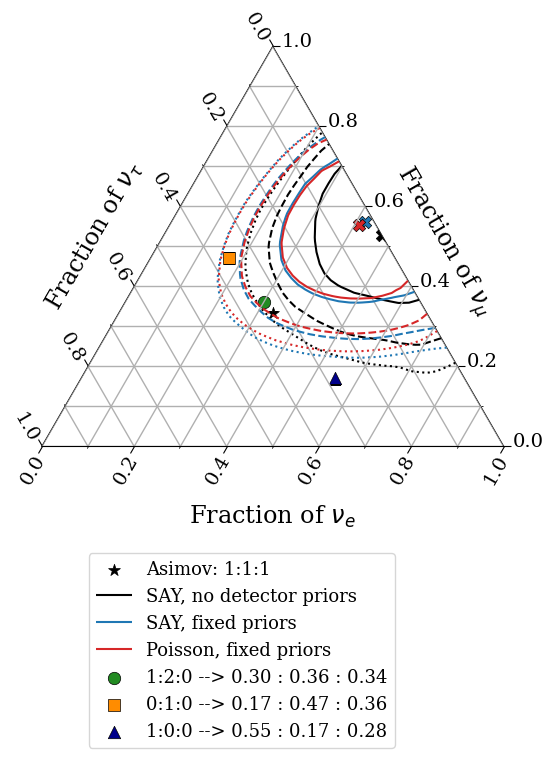 0.0
1.0
0.2
0.8
Fraction of ντ
Fraction of νμ
0.4
0.6
0.6
0.4
0.8
0.2
1.0
0.0
0.0
0.2
0.4
0.6
0.8
1.0
Fraction of νe
Asimov: 1:1:1
SAY, no detector priors
SAY, fixed priors
Poisson, fixed priors
1:2:0 --> 0.30 : 0.36 : 0.34
0:1:0 --> 0.17 : 0.47 : 0.36
1:0:0 --> 0.55 : 0.17 : 0.28